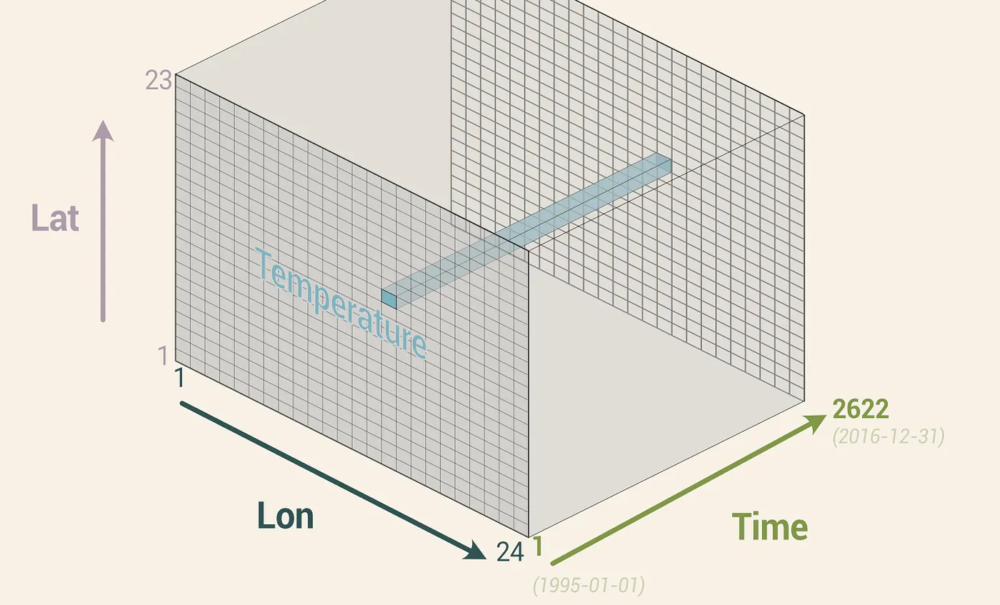 23
Lat
Temperature
1
1
2622
(2016-12-31)
Lon
Time
24
1
(1995-01-01)